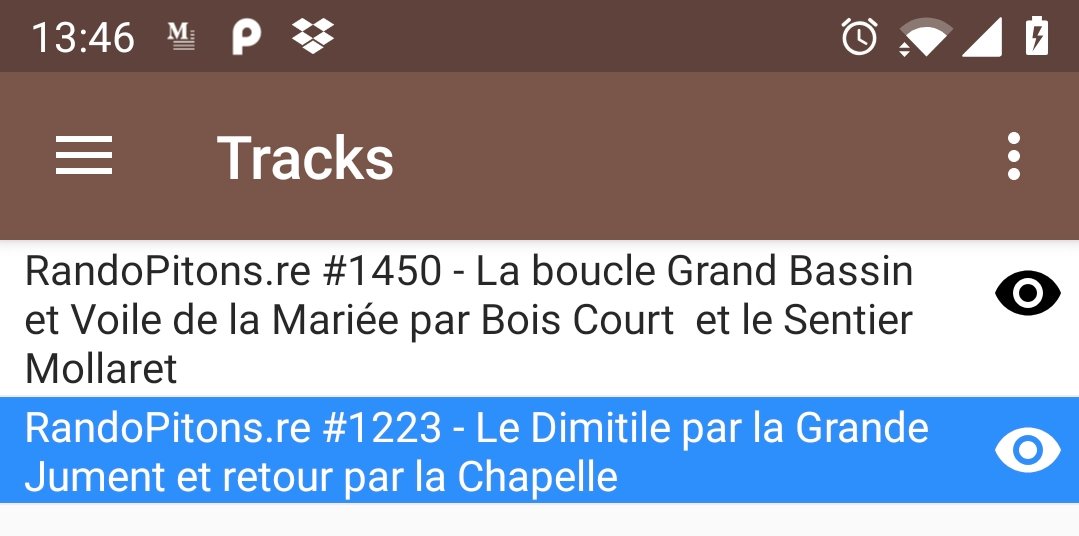 13:46
Tracks
RandoPitons.re #1450 - La boucle Grand Bassin
et Voile de la Mariée par Bois Court  et le Sentier
Mollaret
RandoPitons.re #1223 - Le Dimitile par la Grande
Jument et retour par la Chapelle